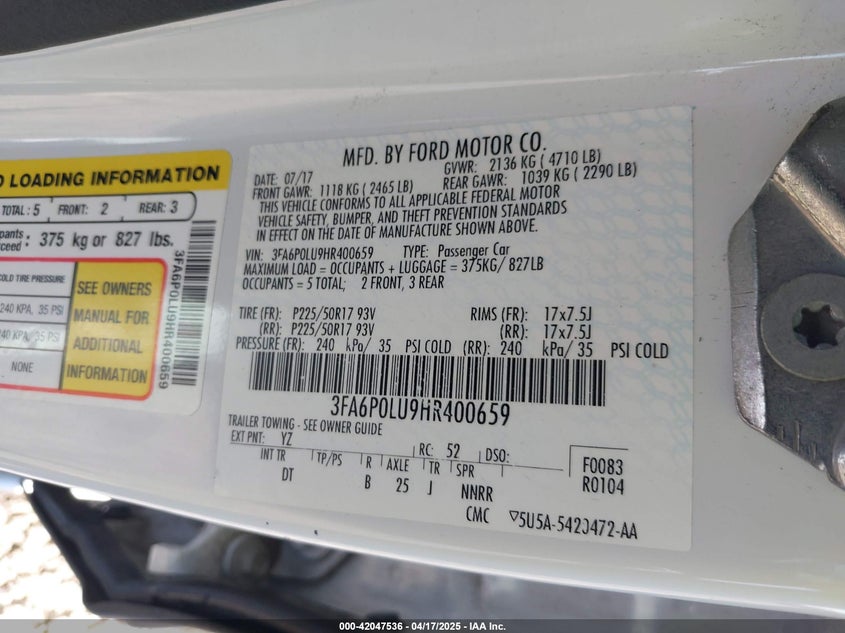 D LOADING INFORMATION
TOTAL: 5 FRONT: 2 REAR: 3
pants
xceed: 375 kg or 827 lbs.
COLD TIRE PRESSURE
240 KPA, 35 PSI
240 KPA, 35 PSI
NONE
SEE OWNERS
MANUAL FOR
ADDITIONAL
INFORMATION
3FA6P0LU9HR400659
MFD. BY FORD MOTOR CO.
DATE: 07/17 GVWR: 2136 KG ( 4710 LB)
FRONT GAWR: 1118 KG ( 2465 LB) REAR GAWR: 1039 KG ( 2290 LB)
THIS VEHICLE CONFORMS TO ALL APPLICABLE FEDERAL MOTOR
VEHICLE SAFETY, BUMPER, AND THEFT PREVENTION STANDARDS
IN EFFECT ON THE DATE OF MANUFACTURE SHOWN ABOVE.
VIN: 3FA6P0LU9HR400659 TYPE: Passenger Car
MAXIMUM LOAD = OCCUPANTS + LUGGAGE = 375KG/ 827LB
OCCUPANTS = 5 TOTAL: 2 FRONT, 3 REAR
TIRE (FR): P225/50R17 93V RIMS (FR): 17x7.5J
(RR): P225/50R17 93V (RR): 17x7.5J
PRESSURE (FR): 240 kPa/ 35 PSI COLD (RR): 240 kPa/ 35 PSI COLD
3FA6P0LU9HR400659
TRAILER TOWING - SEE OWNER GUIDE
EXT PNT: YZ RC: 52 DSO:
INT TR TP/PS R AXLE TR SPR
DT B 25 J NNRR
CMC
F0083
R0104
▽5U5A-5423472-AA
000-42047536 | 04/17/2025 | IAA Inc.